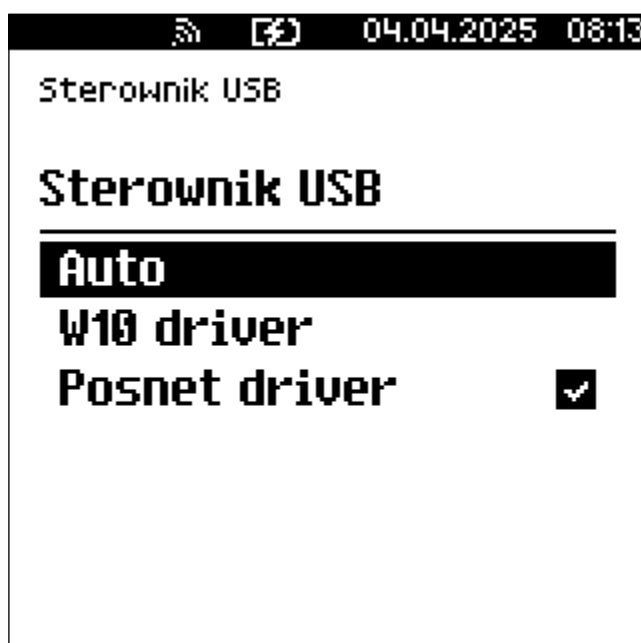 04.04.2025 08:13
Sterownik USB
Sterownik USB
Auto
W10 driver
Posnet driver